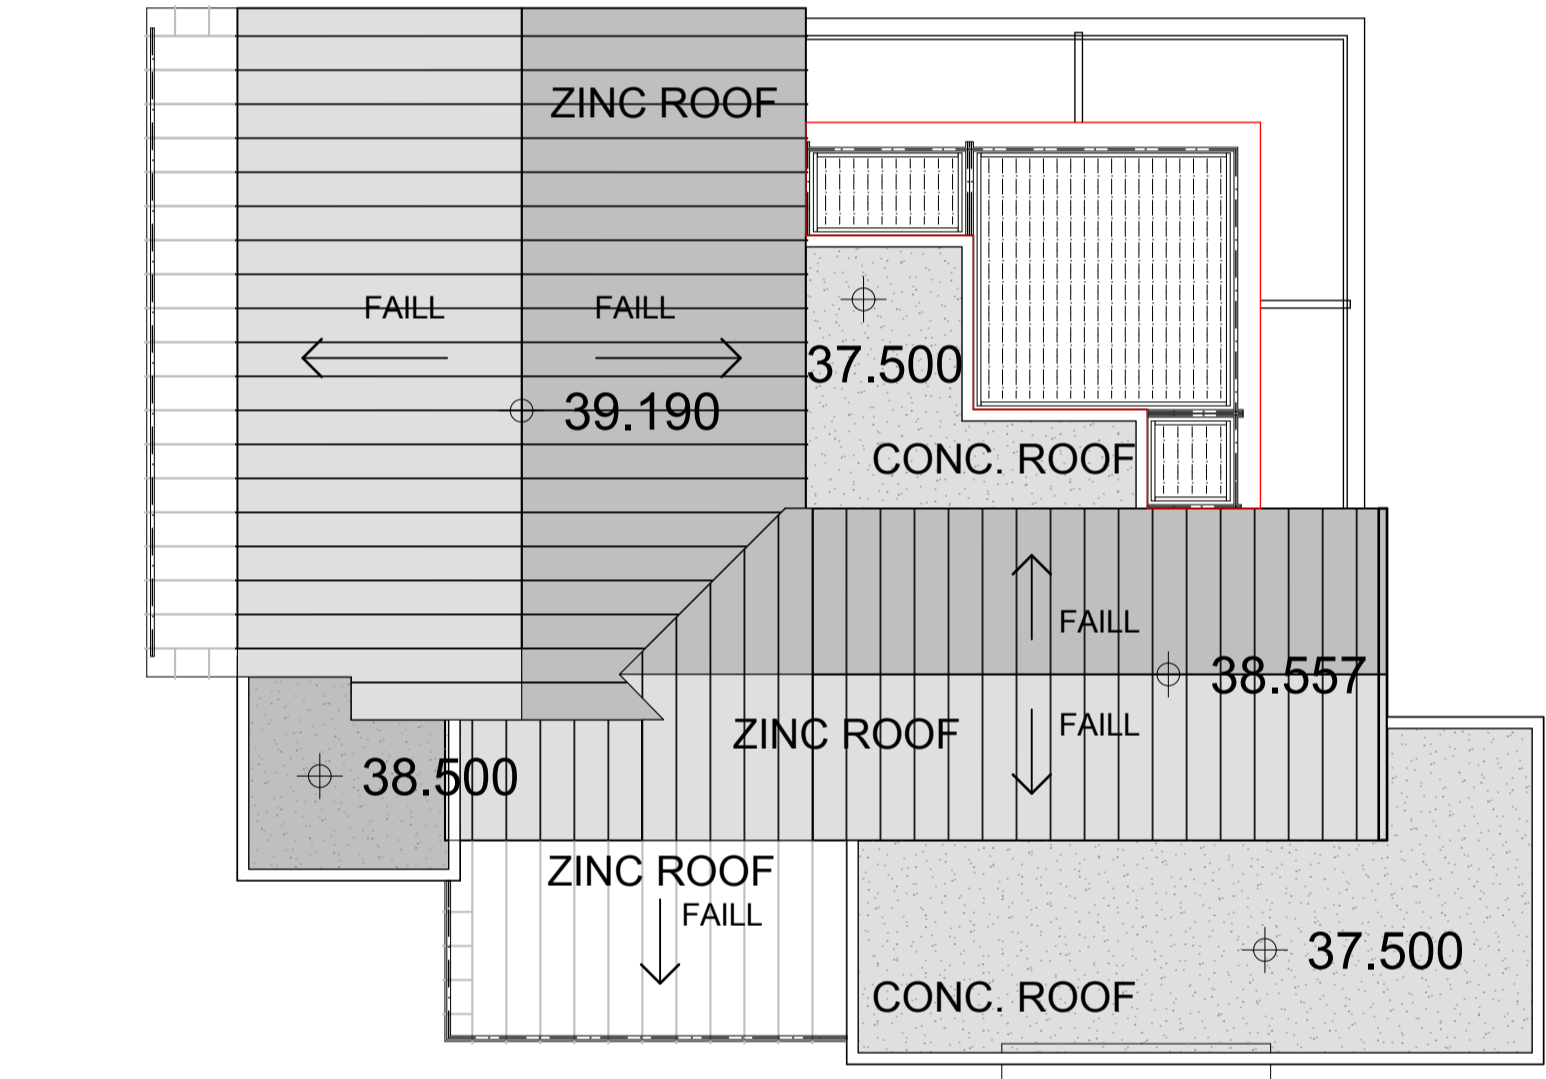 ZINC ROOF
FAILL
FAILL
37.500
39.190
CONC. ROOF
FAILL
38.557
FAILL
ZINC ROOF
38.500
ZINC ROOF
FAILL
37.500
CONC. ROOF